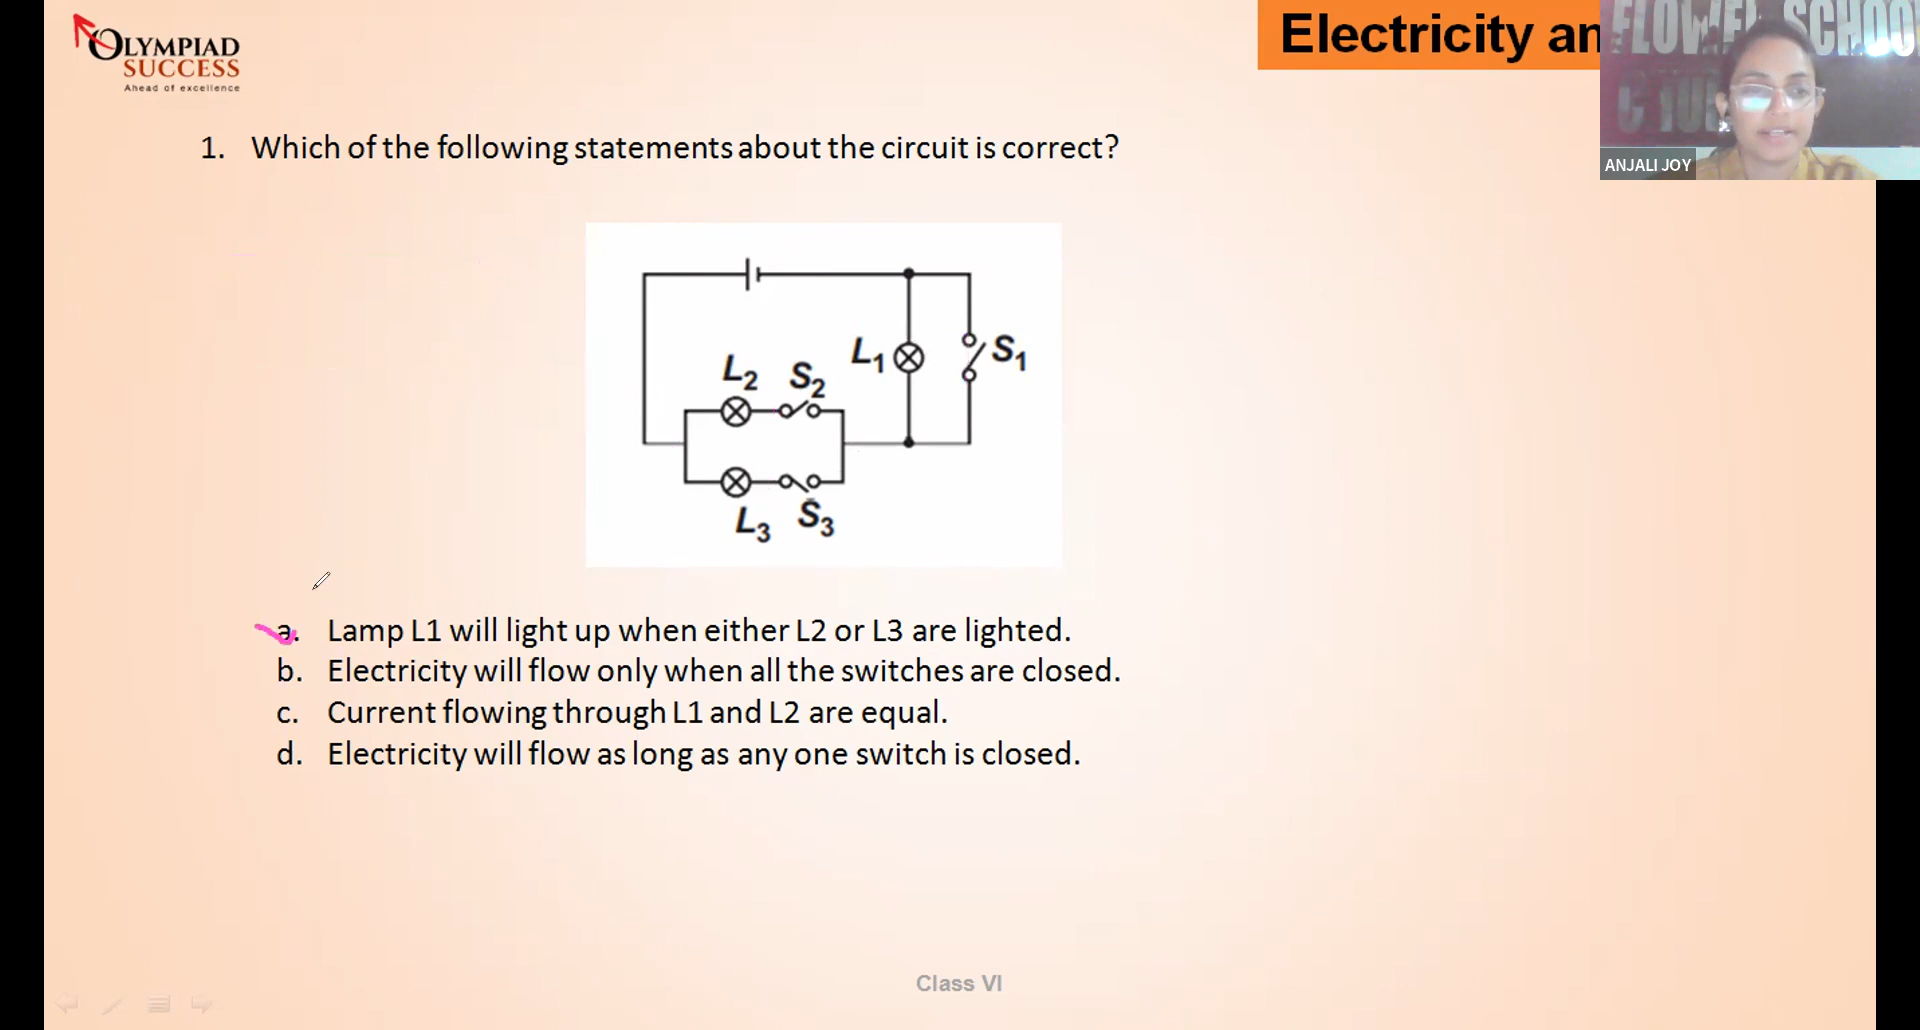 OLYMPIAD
SUCCESS
Ahead of excellence
Electricity an
FLOWE SCHOO
ANJALI JOY
1. Which of the following statements about the circuit is correct?
L1
S1
L2 S2
L3 S3
a. Lamp L1 will light up when either L2 or L3 are lighted.
b. Electricity will flow only when all the switches are closed.
c. Current flowing through L1 and L2 are equal.
d. Electricity will flow as long as any one switch is closed.
Class VI